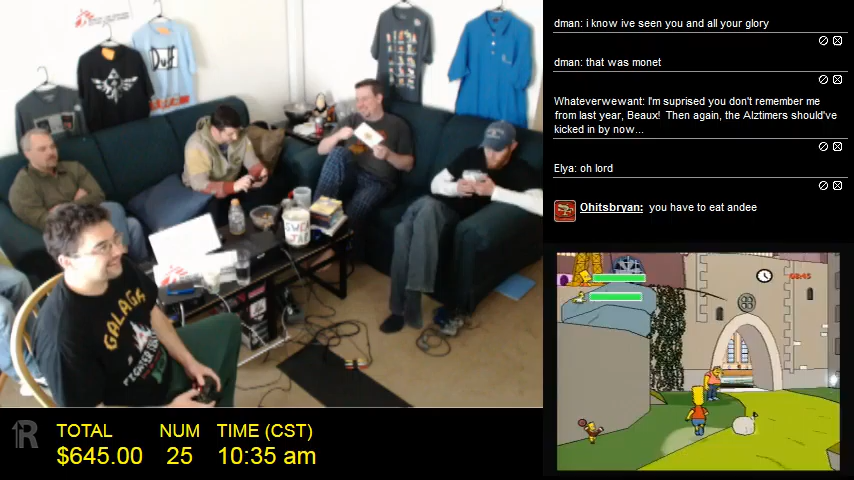 dman: i know ive seen you and all your glory
dman: that was monet
Whateverwewant: I'm suprised you don't remember me
from last year, Beaux! Then again, the Alztimers should've
kicked in by now...
Elya: oh lord
Ohitsbryan: you have to eat andee
Duff
GALAGA
FIGHTER
08:45
R
TOTAL
NUM
TIME (CST)
$645.00
25
10:35 am